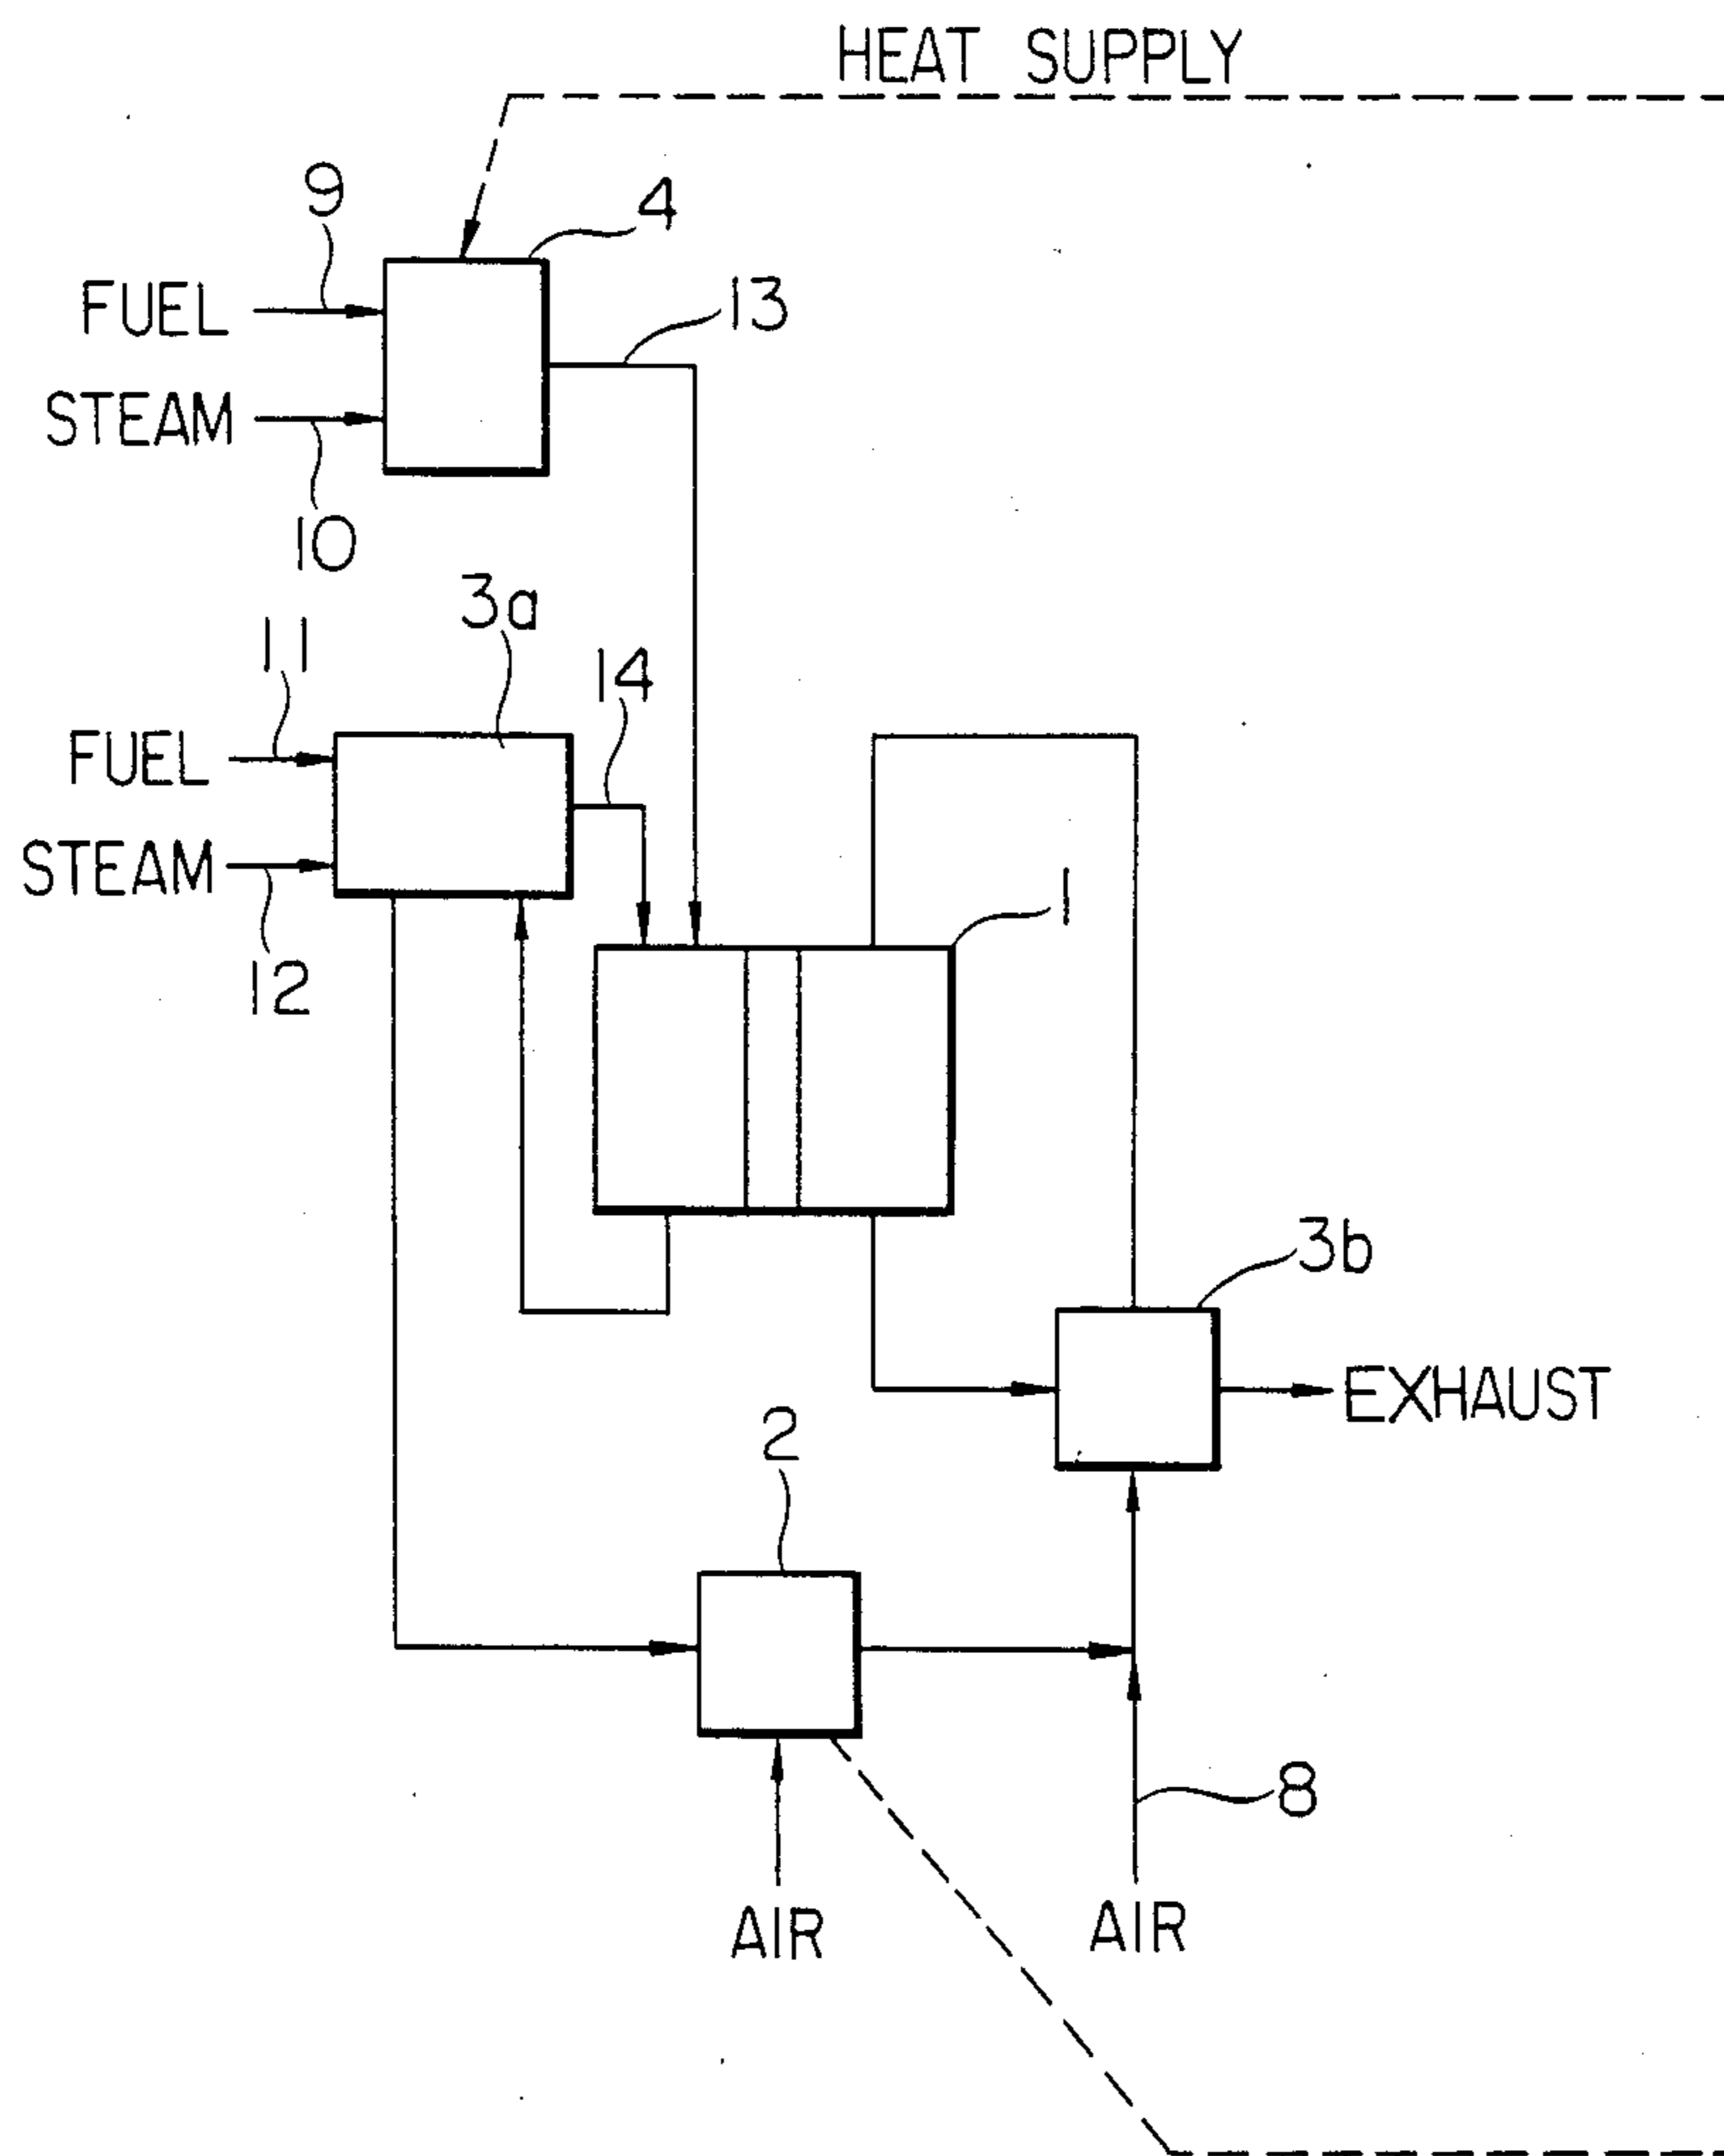 HEAT SUPPLY
9
4
FUEL
13
STEAM
10
3a
11
14
FUEL
1
STEAM
12
3b
EXHAUST
2
8
AIR
AIR